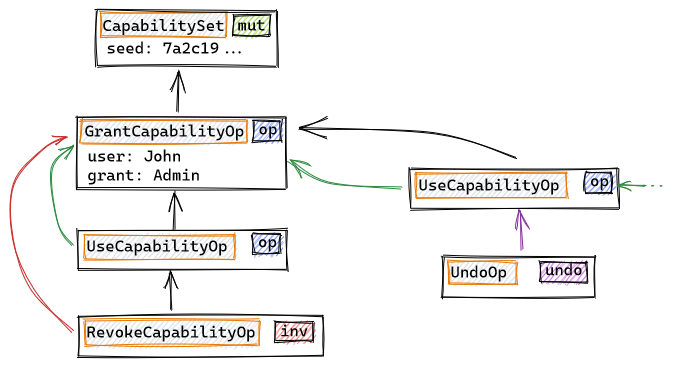 CapabilitySet mut
seed: 7a2c19...
GrantCapabilityOp op
user: John
grant: Admin
UseCapabilityOp op
UseCapabilityOp op
UndoOp undo
RevokeCapabilityOp inv